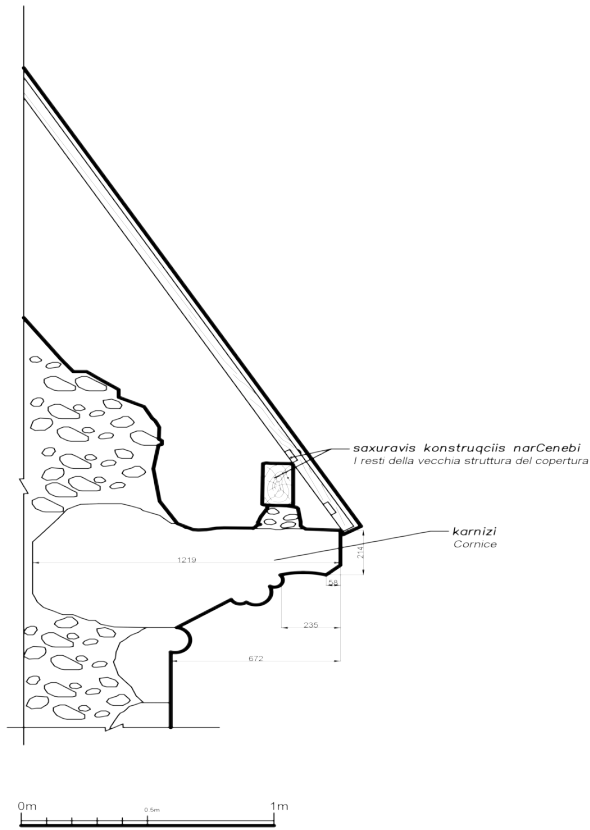 saxuravis konstruqciis narCenebi
I resti della vecchia struttura del copertura
karnizi
Cornice
214
1219
58
235
672
0m 0.5m 1m